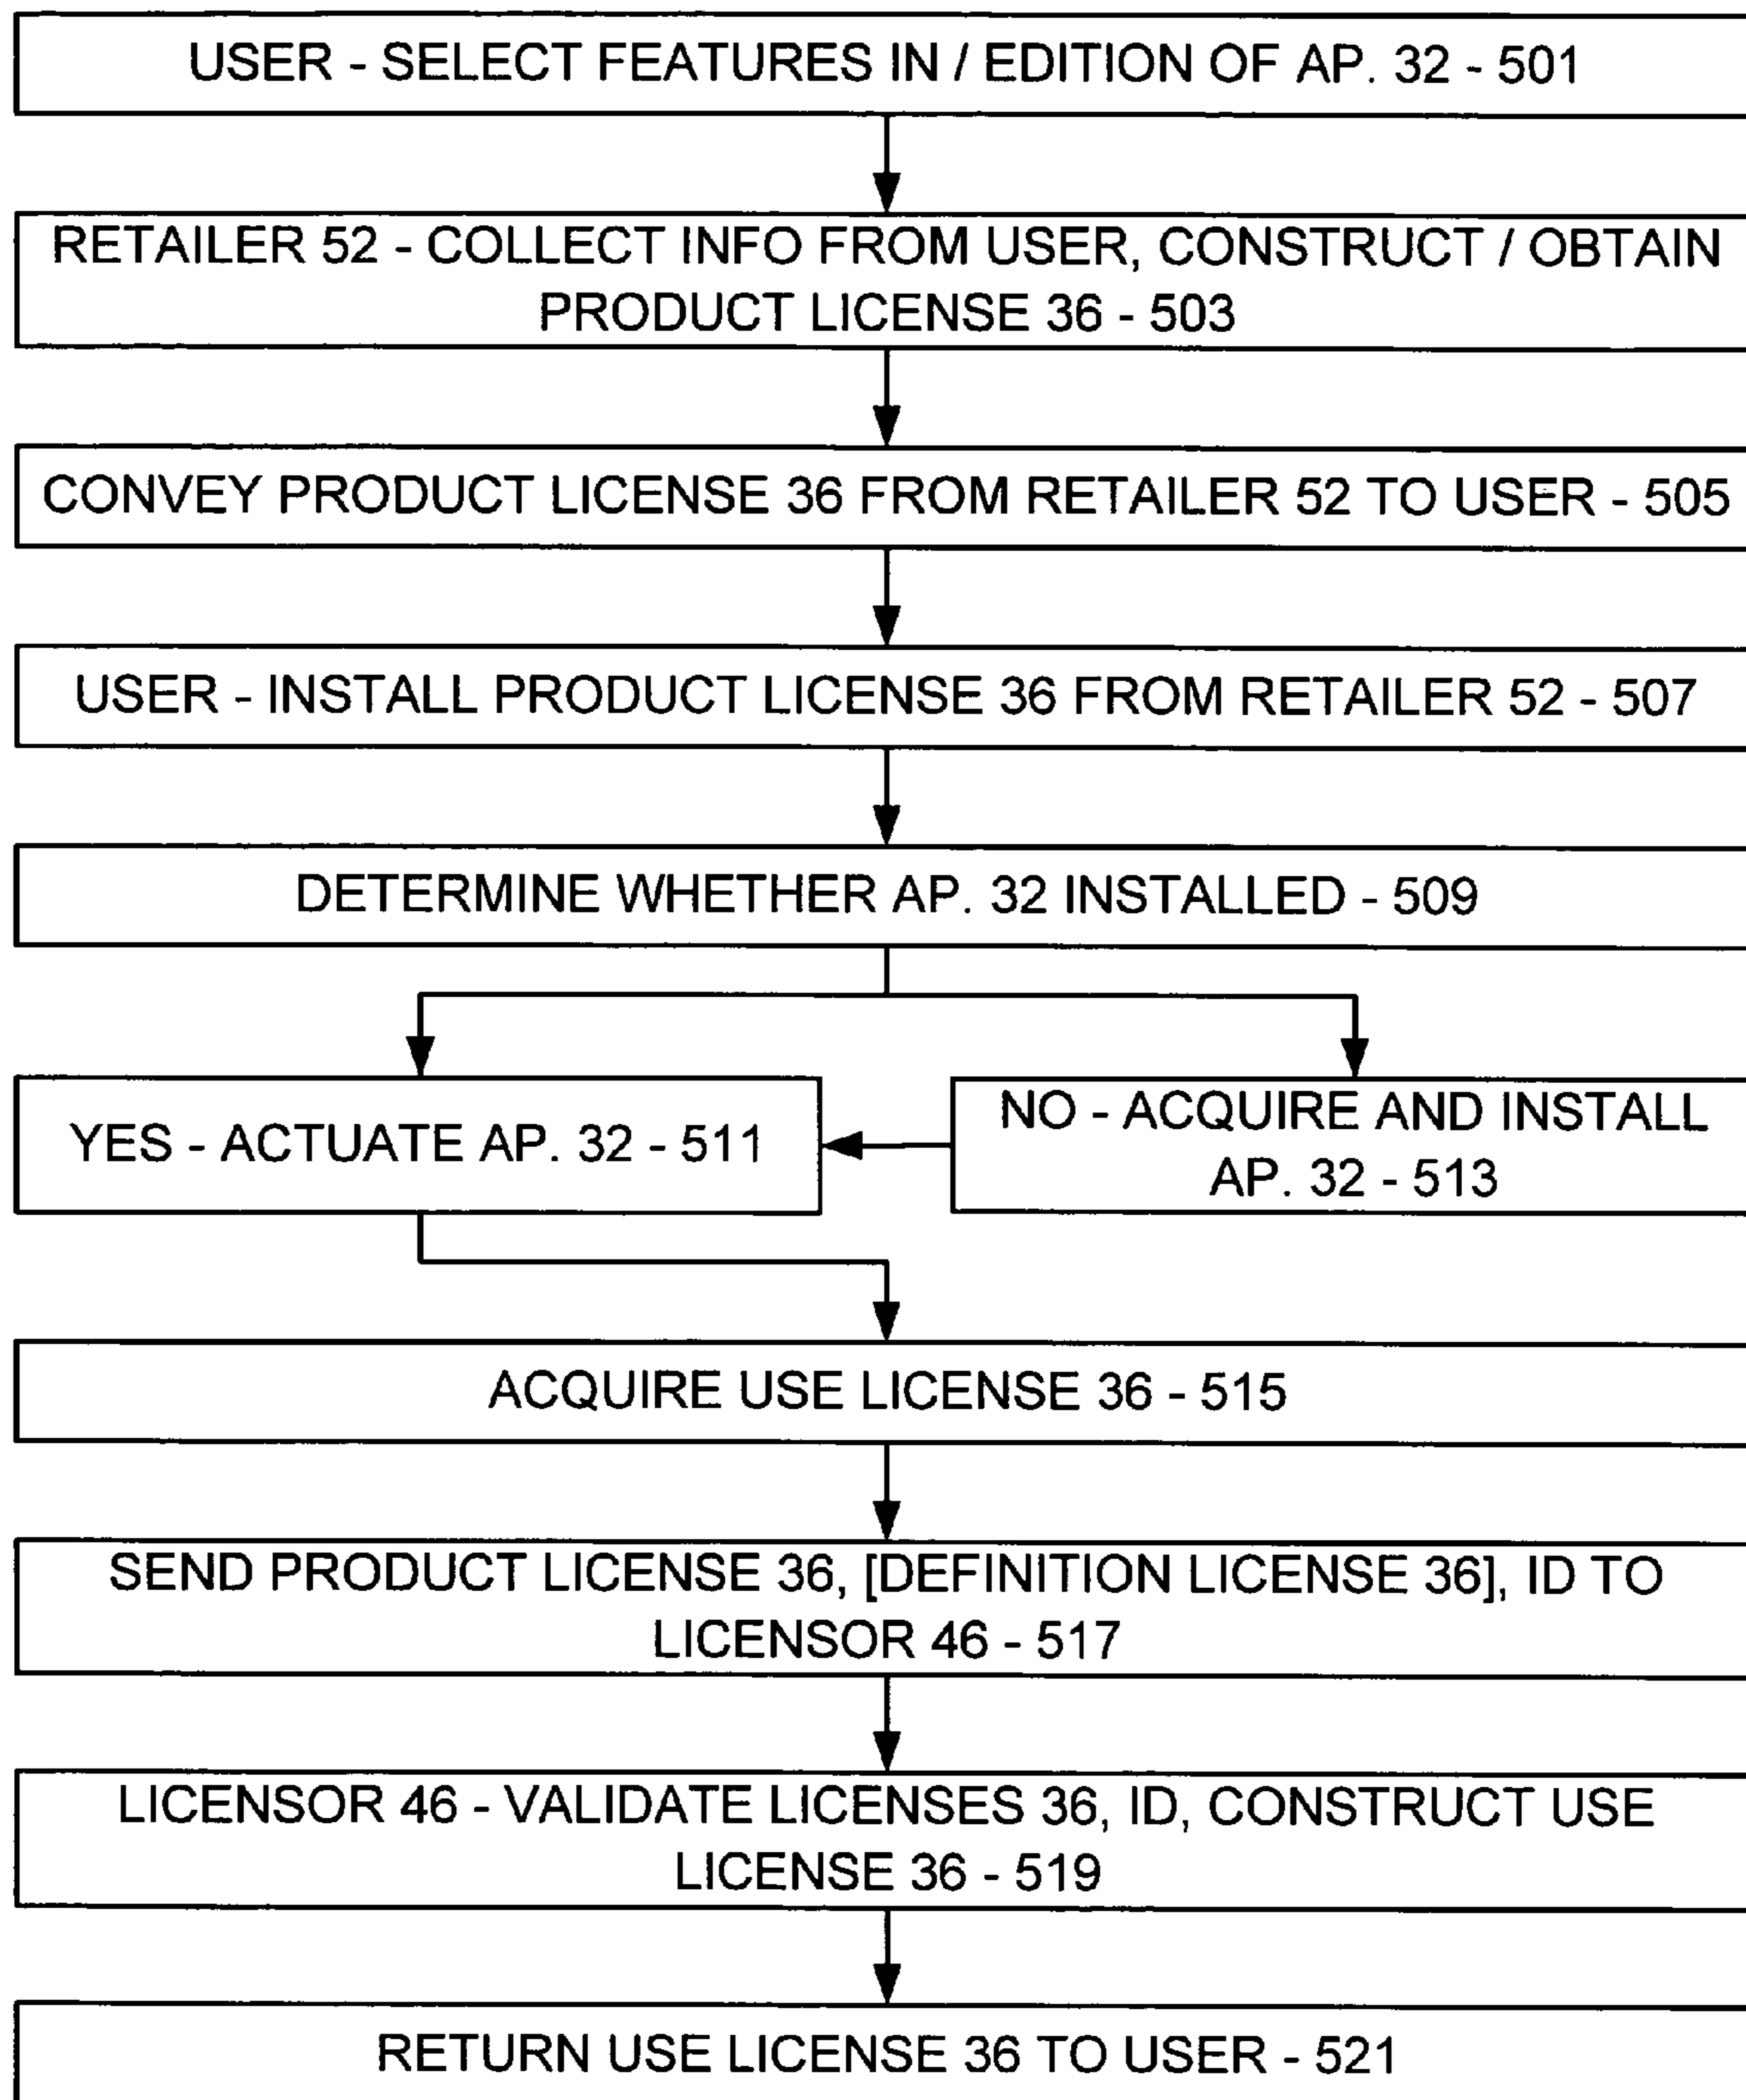 USER - SELECT FEATURES IN / EDITION OF AP. 32 - 501
RETAILER 52 - COLLECT INFO FROM USER, CONSTRUCT / OBTAIN
PRODUCT LICENSE 36 - 503
CONVEY PRODUCT LICENSE 36 FROM RETAILER 52 TO USER - 505
USER - INSTALL PRODUCT LICENSE 36 FROM RETAILER 52 - 507
DETERMINE WHETHER AP. 32 INSTALLED - 509
YES - ACTUATE AP. 32 - 511
NO - ACQUIRE AND INSTALL
AP. 32 - 513
ACQUIRE USE LICENSE 36 - 515
SEND PRODUCT LICENSE 36, [DEFINITION LICENSE 36], ID TO
LICENSOR 46 - 517
LICENSOR 46 - VALIDATE LICENSES 36, ID, CONSTRUCT USE
LICENSE 36 - 519
RETURN USE LICENSE 36 TO USER - 521